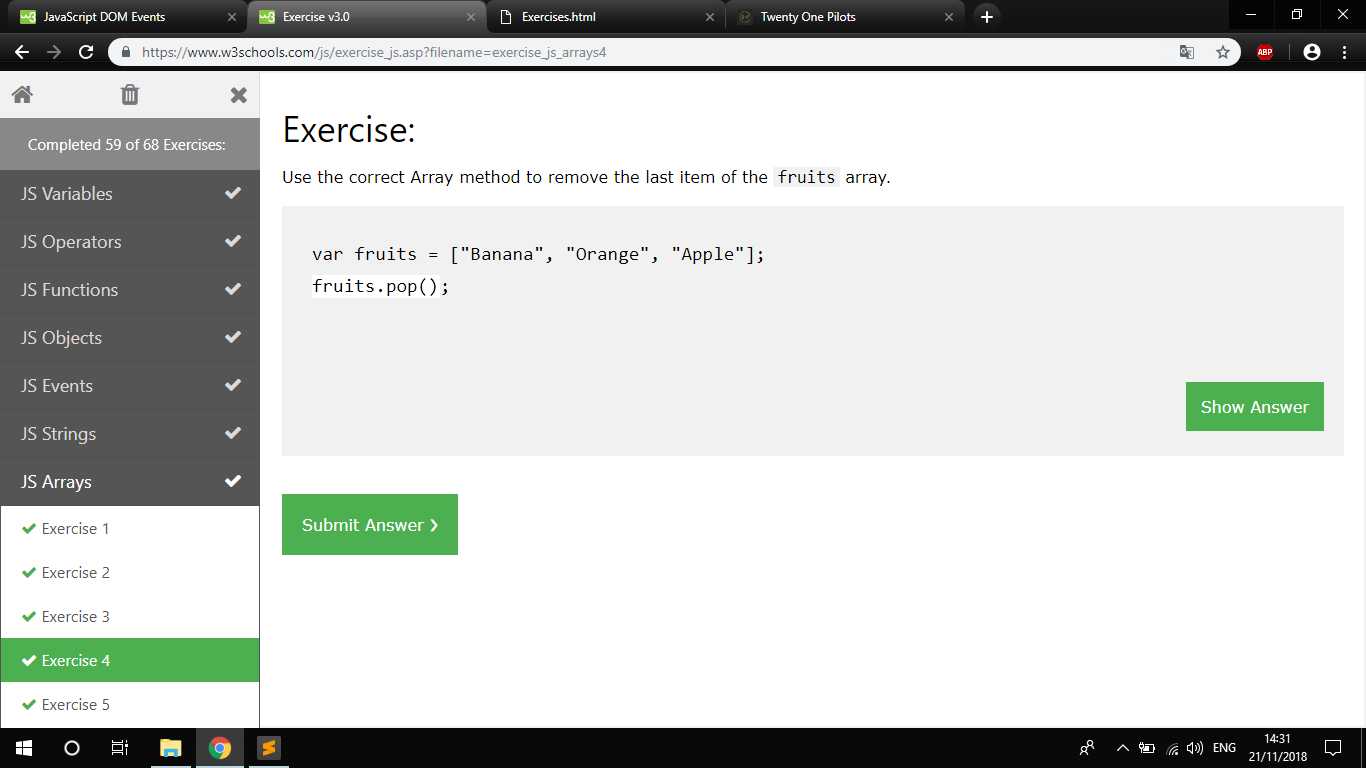 JavaScript DOM Events
Exercise v3.0
Exercises.html
Twenty One Pilots
https://www.w3schools.com/js/exercise_js.asp?filename=exercise_js_arrays4
ABP
Completed 59 of 68 Exercises:
JS Variables
JS Operators
JS Functions
JS Objects
JS Events
JS Strings
JS Arrays
Exercise 1
Exercise 2
Exercise 3
Exercise 4
Exercise 5
Exercise:
Use the correct Array method to remove the last item of the fruits array.
var fruits = ["Banana", "Orange", "Apple"];
fruits.pop();
Show Answer
Submit Answer ❯
ENG
14:31
21/11/2018